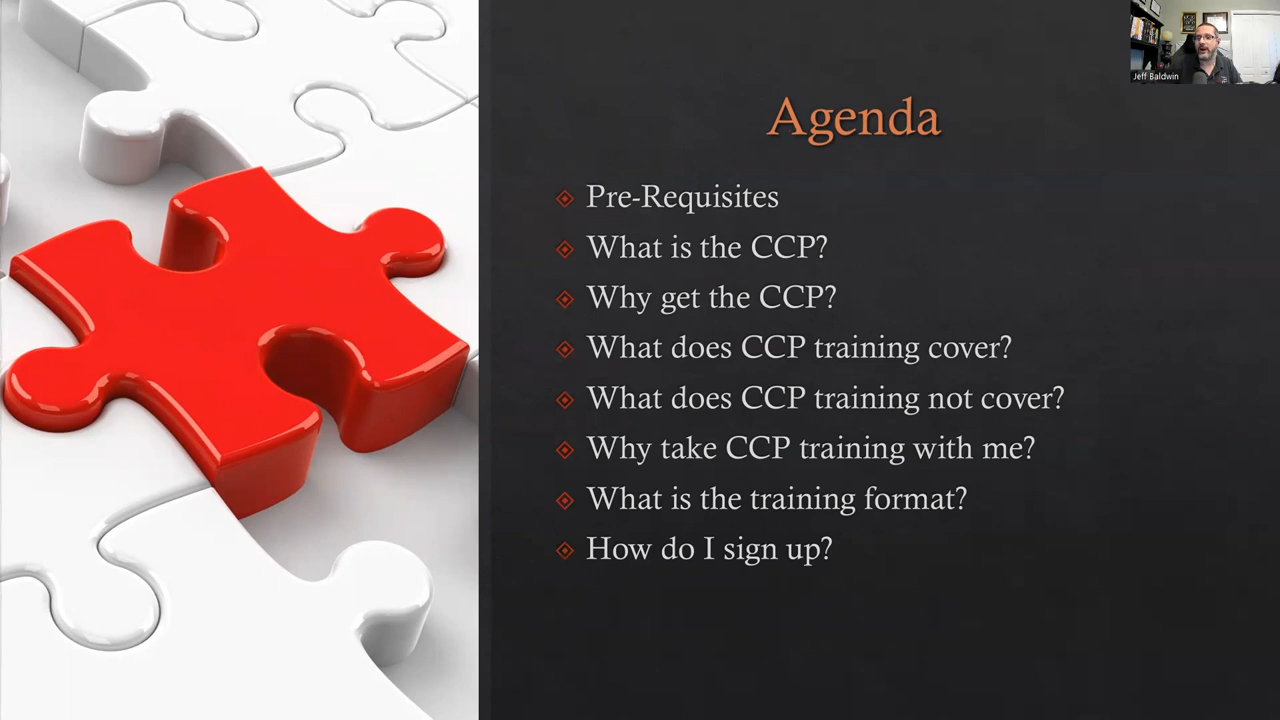 Jeff Baldwin
Agenda
Pre-Requisites
What is the CCP?
Why get the CCP?
What does CCP training cover?
What does CCP training not cover?
Why take CCP training with me?
What is the training format?
How do I sign up?